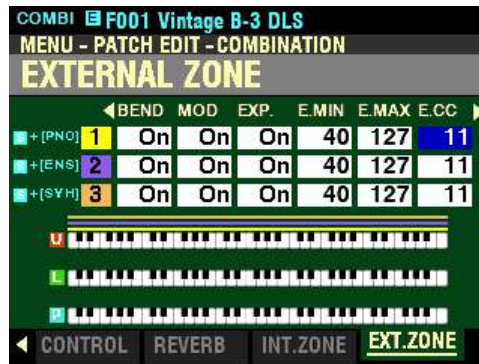 COMBI E F001 Vintage B-3 DLS
MENU - PATCH EDIT - COMBINATION
EXTERNAL ZONE
BEND MOD EXP. E.MIN E.MAX E.CC
S +[PNO] 1 On On On 40 127 11
S +[ENS] 2 On On On 40 127 11
S +[SYH] 3 On On On 40 127 11
U
L
P
CONTROL REVERB INT.ZONE EXT.ZONE